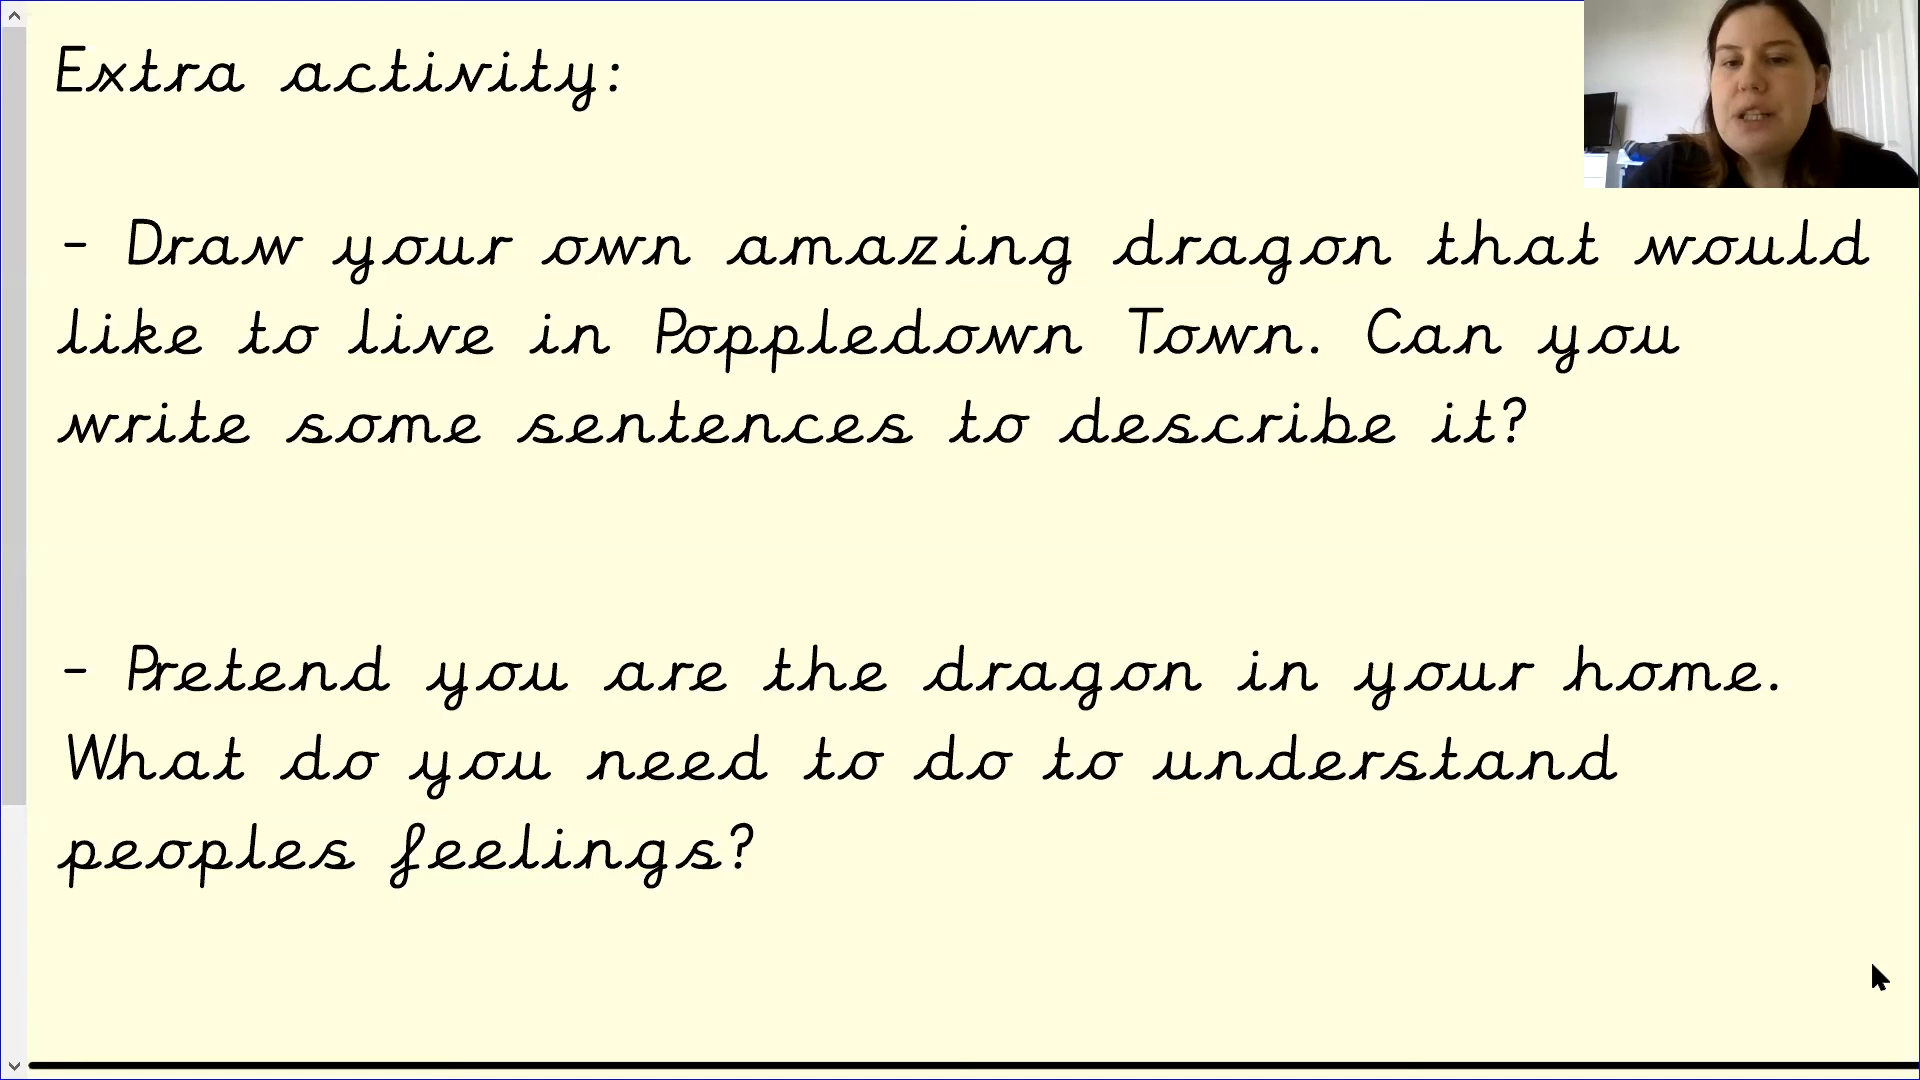 Extra activity:
- Draw your own amazing dragon that would
like to live in Poppledown Town. Can you
write some sentences to describe it?
- Pretend you are the dragon in your home.
What do you need to do to understand
peoples feelings?